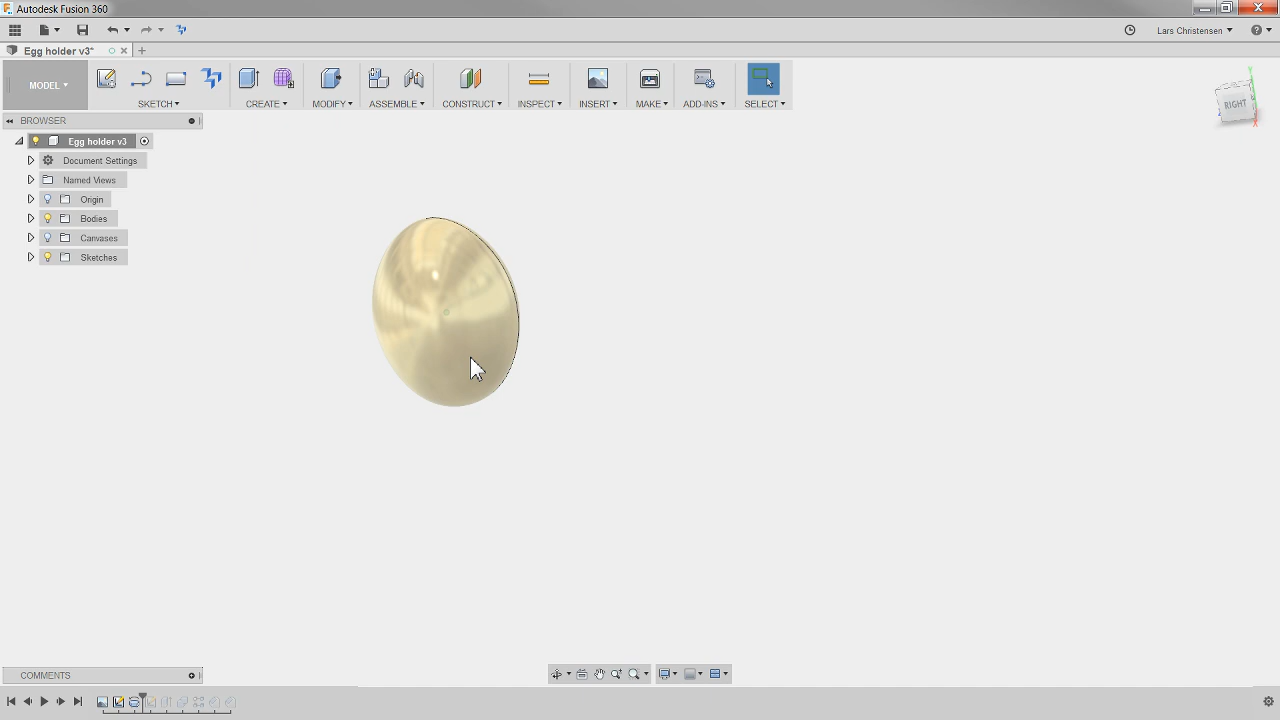 Autodesk Fusion 360
Lars Christensen
Egg holder v3*
MODEL
SKETCH
CREATE
MODIFY
ASSEMBLE
CONSTRUCT
INSPECT
INSERT
MAKE
ADD-INS
SELECT
RIGHT
BROWSER
Egg holder v3
Document Settings
Named Views
Origin
Bodies
Canvases
Sketches
COMMENTS